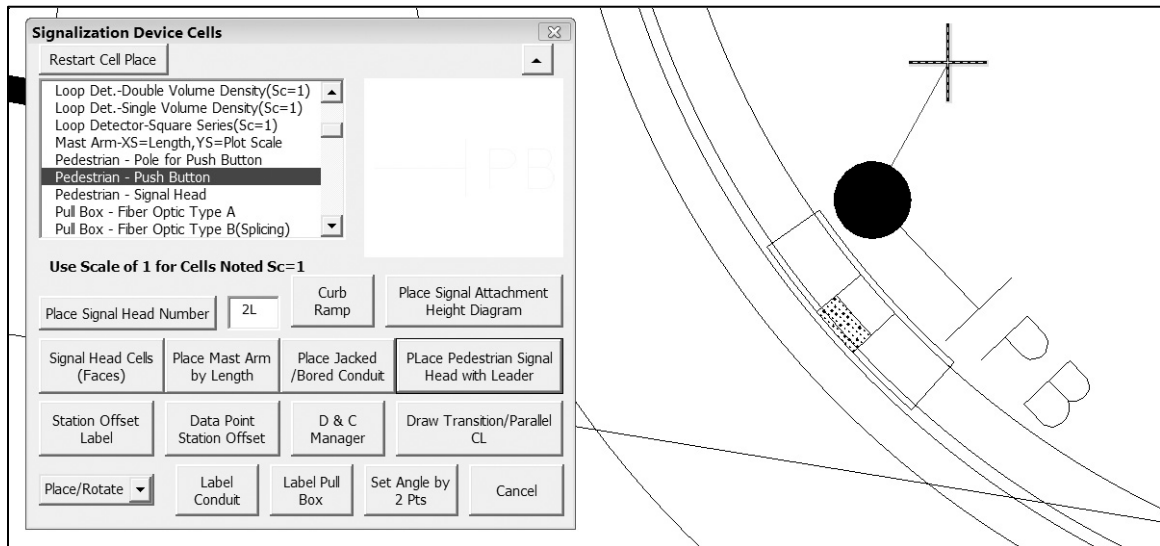 Signalization Device Cells
Restart Cell Place
Loop Det.-Double Volume Density(Sc=1)
Loop Det.-Single Volume Density(Sc=1)
Loop Detector-Square Series(Sc=1)
Mast Arm-XS=Length,YS=Plot Scale
Pedestrian - Pole for Push Button
Pedestrian - Push Button
Pedestrian - Signal Head
Pull Box - Fiber Optic Type A
Pull Box - Fiber Optic Type B(Splicing)
PB
Use Scale of 1 for Cells Noted Sc=1
Place Signal Head Number
2L
Curb
Ramp
Place Signal Attachment
Height Diagram
Signal Head Cells
(Faces)
Place Mast Arm
by Length
Place Jacked
/Bored Conduit
PLace Pedestrian Signal
Head with Leader
Station Offset
Label
Data Point
Station Offset
D & C
Manager
Draw Transition/Parallel
CL
Place/Rotate
Label
Conduit
Label Pull
Box
Set Angle by
2 Pts
Cancel
PB